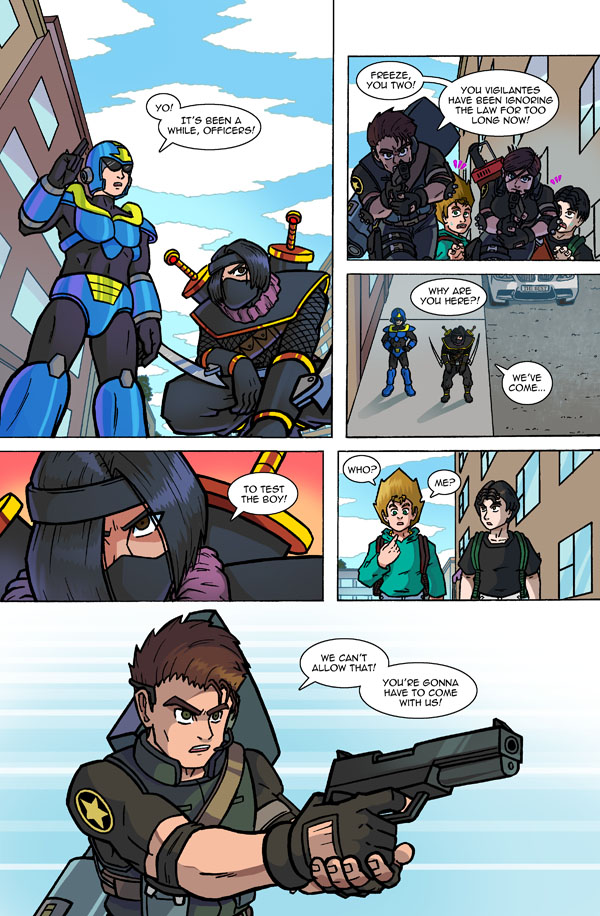 YO!
IT'S BEEN A
WHILE, OFFICERS!
FREEZE,
YOU TWO!
YOU VIGILANTES
HAVE BEEN IGNORING
THE LAW FOR TOO
LONG NOW!
WHY ARE
YOU HERE?!
WE'VE
COME...
TO TEST
THE BOY!
WHO?
ME?
WE CAN'T
ALLOW THAT!
YOU'RE GONNA
HAVE TO COME
WITH US!